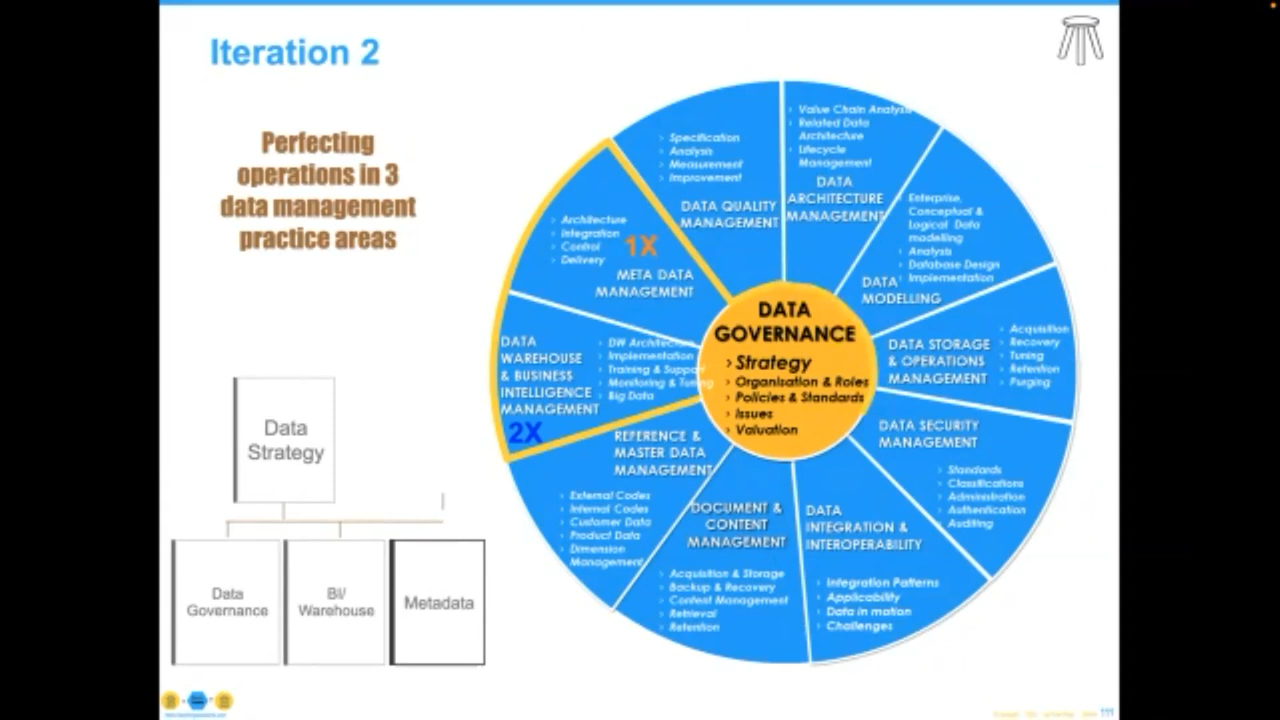 Iteration 2
Perfecting
operations in 3
data management
practice areas
Data
Strategy
Data
Governance
BI/
Warehouse
Metadata
› Specification
› Analysis
› Measurement
› Improvement
DATA QUALITY
MANAGEMENT
› Value Chain Analysis
› Related Data
Architecture
› Lifecycle
Management
DATA
ARCHITECTURE
MANAGEMENT
› Enterprise,
Conceptual &
Logical Data
modelling
› Analysis
› Database Design
› Implementation
DATA
MODELLING
DATA STORAGE
& OPERATIONS
MANAGEMENT
› Acquisition
› Recovery
› Tuning
› Retention
› Purging
DATA SECURITY
MANAGEMENT
› Standards
› Classifications
› Administration
› Authentication
› Auditing
DATA
INTEGRATION &
INTEROPERABILITY
› Integration Patterns
› Applicability
› Data in motion
› Challenges
DOCUMENT &
CONTENT
MANAGEMENT
› Acquisition & Storage
› Backup & Recovery
› Content Management
› Retrieval
› Retention
REFERENCE &
MASTER DATA
MANAGEMENT
› External Codes
› Internal Codes
› Customer Data
› Product Data
› Dimension
Management
DATA
WAREHOUSE
& BUSINESS
INTELLIGENCE
MANAGEMENT
2X
› DW Architecture
› Implementation
› Training & Support
› Monitoring & Tuning
› Big Data
› Architecture
› Integration
› Control
› Delivery
1X
META DATA
MANAGEMENT
DATA
GOVERNANCE
› Strategy
› Organisation & Roles
› Policies & Standards
› Issues
› Valuation